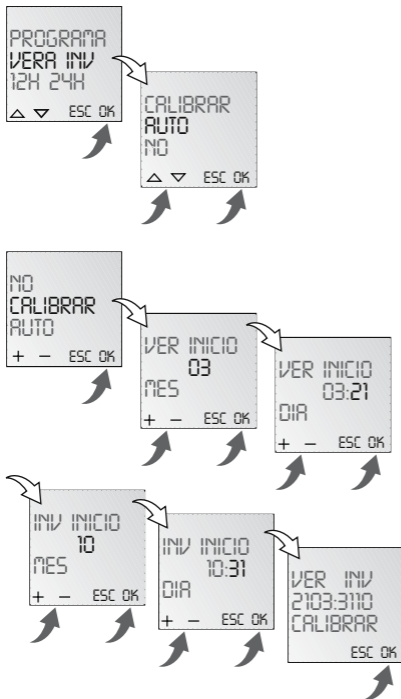 PROGRAMA
VERA INV
12H 24H
△ ▽ ESC OK
CALIBRAR
AUTO
NO
△ ▽ ESC OK
NO
CALIBRAR
AUTO
+ − ESC OK
VER INICIO
03
MES
+ − ESC OK
VER INICIO
03:21
DIA
+ − ESC OK
INV INICIO
10
MES
+ − ESC OK
INV INICIO
10:31
DIA
+ − ESC OK
VER INV
2103:3110
CALIBRAR
ESC OK